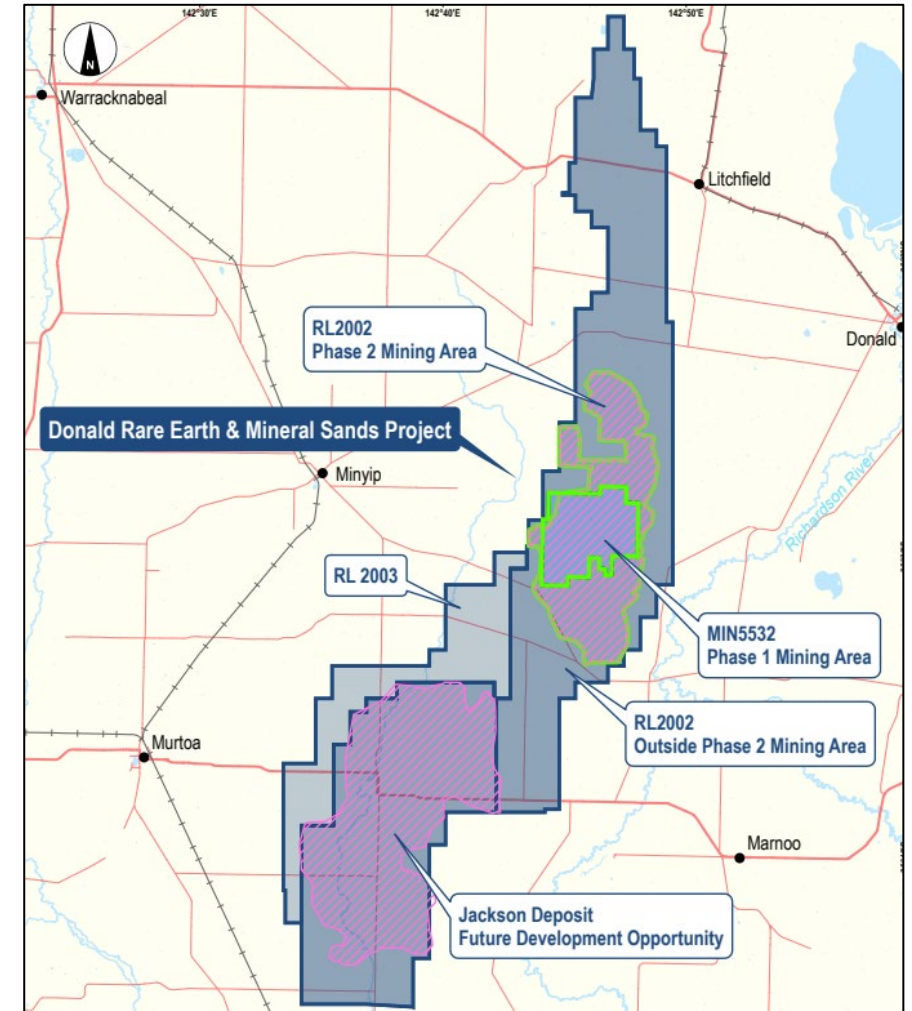 142°30'E
142°40'E
142°50'E
N
Warracknabeal
Litchfield
RL2002
Phase 2 Mining Area
Donald
Donald Rare Earth & Mineral Sands Project
Minyip
Richardson River
RL 2003
MIN5532
Phase 1 Mining Area
RL2002
Outside Phase 2 Mining Area
Murtoa
Marnoo
Jackson Deposit
Future Development Opportunity